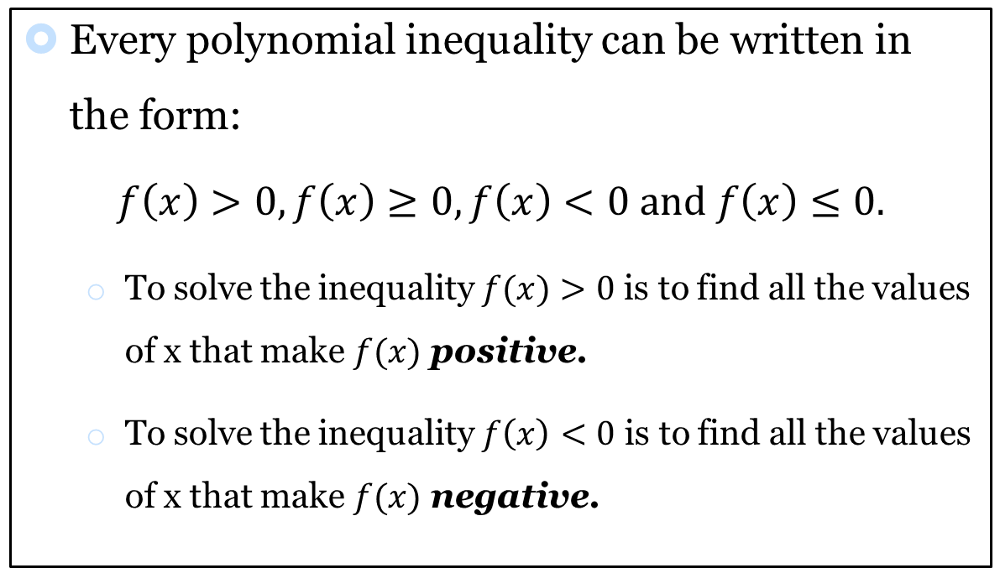 Every polynomial inequality can be written in
the form:
f(x) > 0, f(x) ≥ 0, f(x) < 0 and f(x) ≤ 0.
To solve the inequality f(x) > 0 is to find all the values
of x that make f(x) positive.
To solve the inequality f(x) < 0 is to find all the values
of x that make f(x) negative.